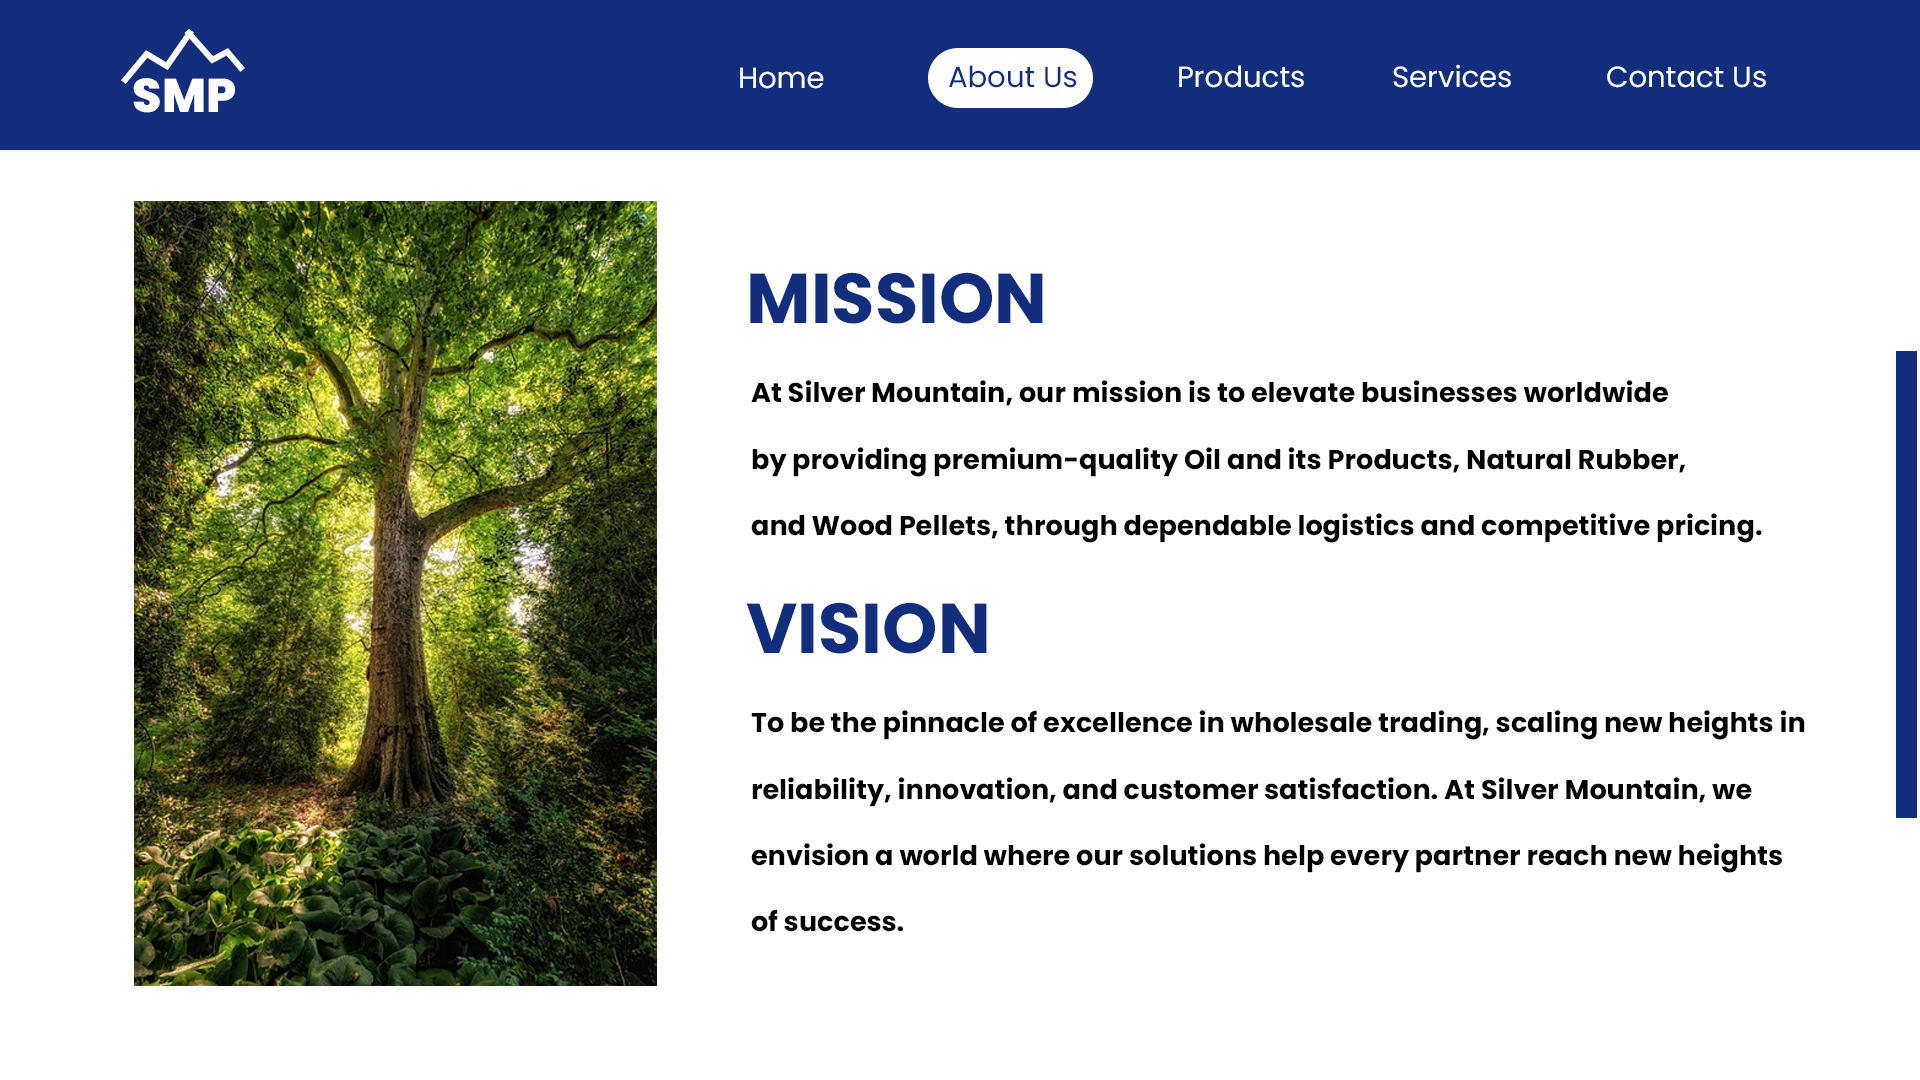 SMP
Home
About Us
Products
Services
Contact Us
MISSION
At Silver Mountain, our mission is to elevate businesses worldwide
by providing premium-quality Oil and its Products, Natural Rubber,
and Wood Pellets, through dependable logistics and competitive pricing.
VISION
To be the pinnacle of excellence in wholesale trading, scaling new heights in
reliability, innovation, and customer satisfaction. At Silver Mountain, we
envision a world where our solutions help every partner reach new heights
of success.